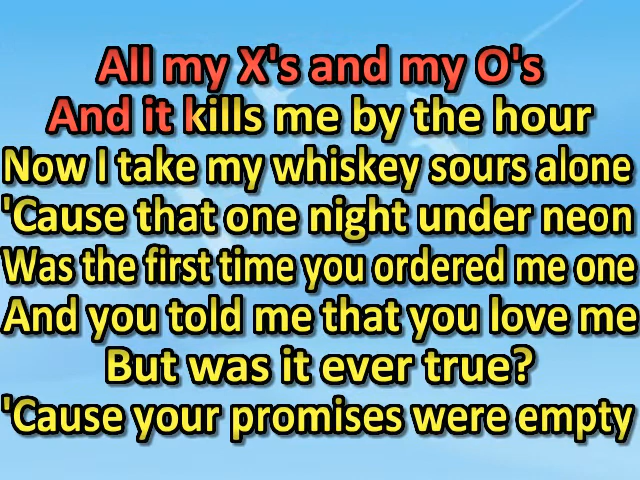 All my X's and my O's
And it kills me by the hour
Now I take my whiskey sours alone
'Cause that one night under neon
Was the first time you ordered me one
And you told me that you love me
But was it ever true?
'Cause your promises were empty